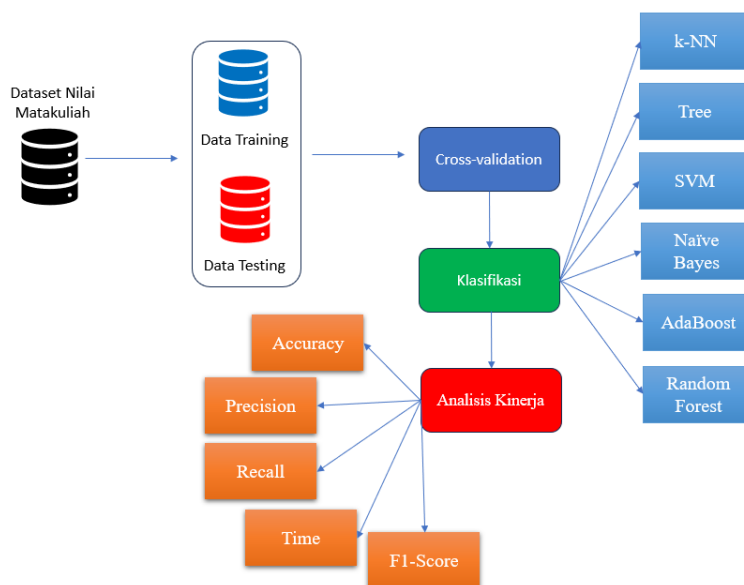 Dataset Nilai
Matakuliah
Data Training
Data Testing
Cross-validation
Klasifikasi
Analisis Kinerja
k-NN
Tree
SVM
Naïve
Bayes
AdaBoost
Random
Forest
Accuracy
Precision
Recall
Time
F1-Score